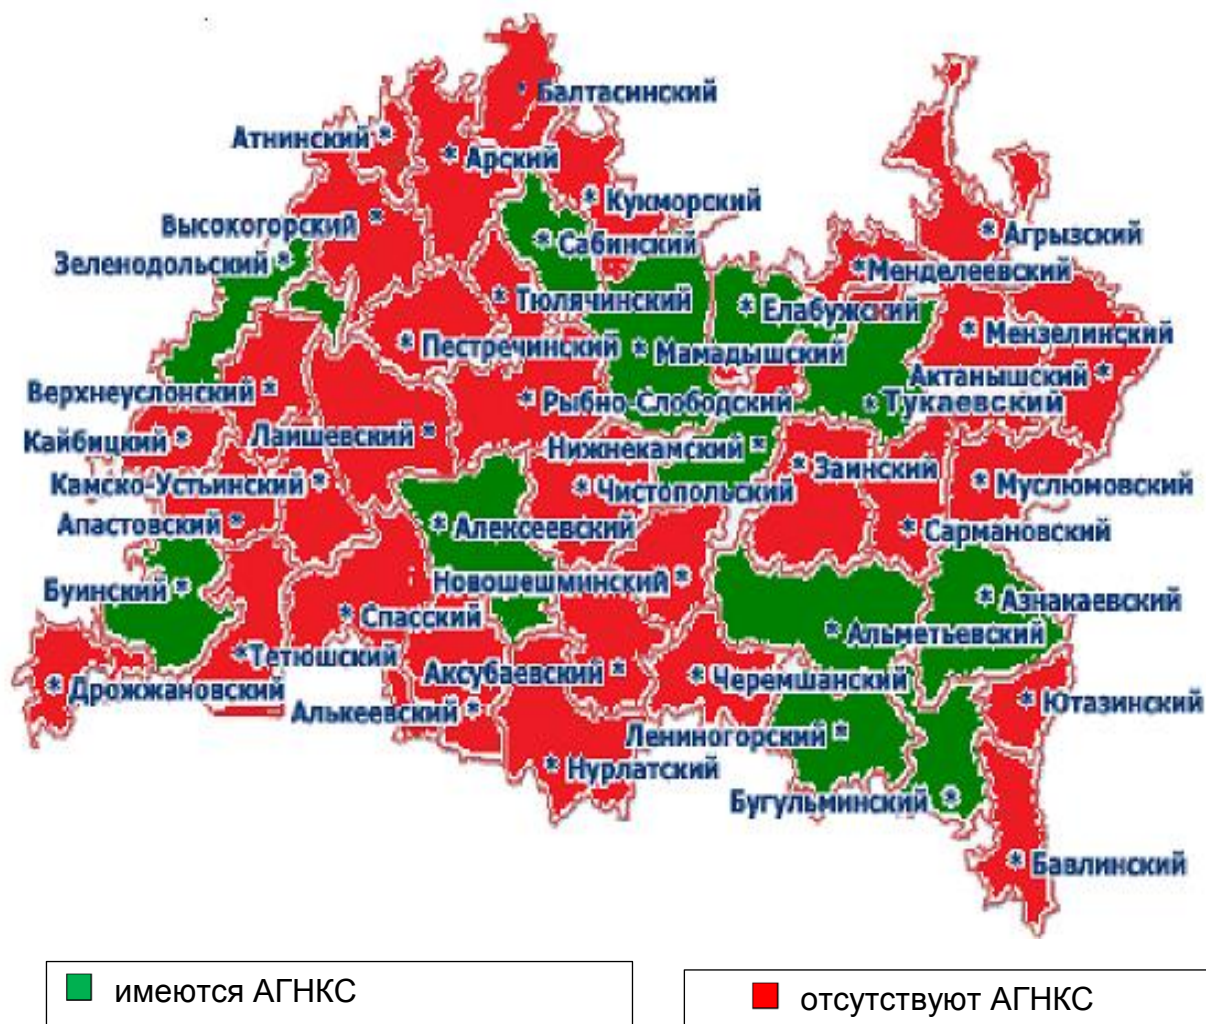 * Балтасинский
Атнинский *
* Арский
* Кукморский
Высокогорский *
* Агрызский
* Сабинский
Зеленодольский *
*Менделеевский
* Тюлячинский
* Елабужский
* Мензелинский
* Пестречинский
* Мамадышский
Актанышский *
Верхнеуслонский *
* Рыбно-Слободский
* Тукаевский
Кайбицкий *
Лаишевский *
Нижнекамский *
* Заинский
Камско-Устьинский *
* Чистопольский
* Муслюмовский
Апастовский *
* Алексеевский
* Сармановский
Буинский *
Новошешминский *
* Азнакаевский
* Спасский
* Альметьевский
*Тетюшский
Аксубаевский *
* Черемшанский
* Дрожжановский
* Ютазинский
Алькеевский *
Лениногорский *
* Нурлатский
Бугульминский *
* Бавлинский
имеются АГНКС
отсутствуют АГНКС